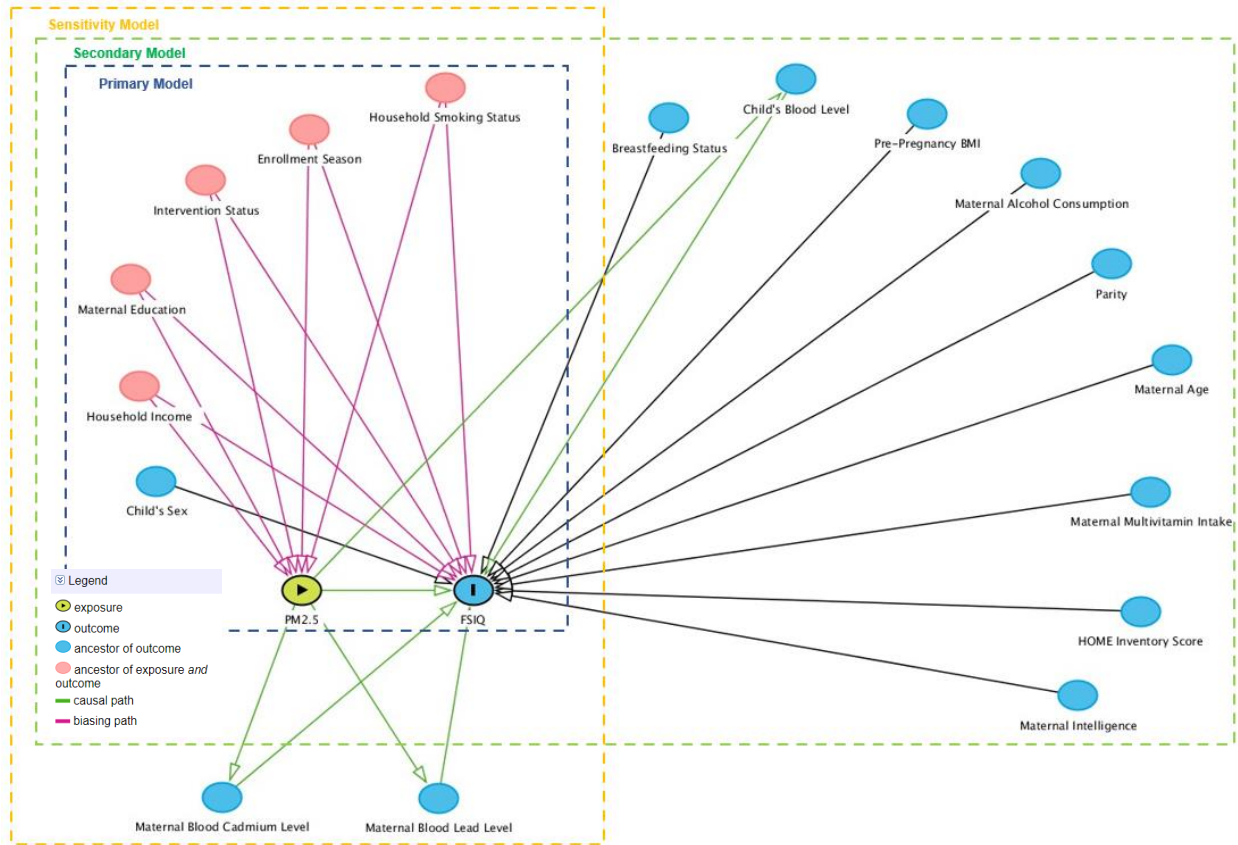 Sensitivity Model
Secondary Model
Primary Model
Household Smoking Status
Child's Blood Level
Enrollment Season
Breastfeeding Status
Pre-Pregnancy BMI
Intervention Status
Maternal Alcohol Consumption
Maternal Education
Parity
Household Income
Maternal Age
Child's Sex
Maternal Multivitamin Intake
PM2.5
FSIQ
HOME Inventory Score
Maternal Intelligence
Legend
exposure
outcome
ancestor of outcome
ancestor of exposure and
outcome
causal path
biasing path
Maternal Blood Cadmium Level
Maternal Blood Lead Level